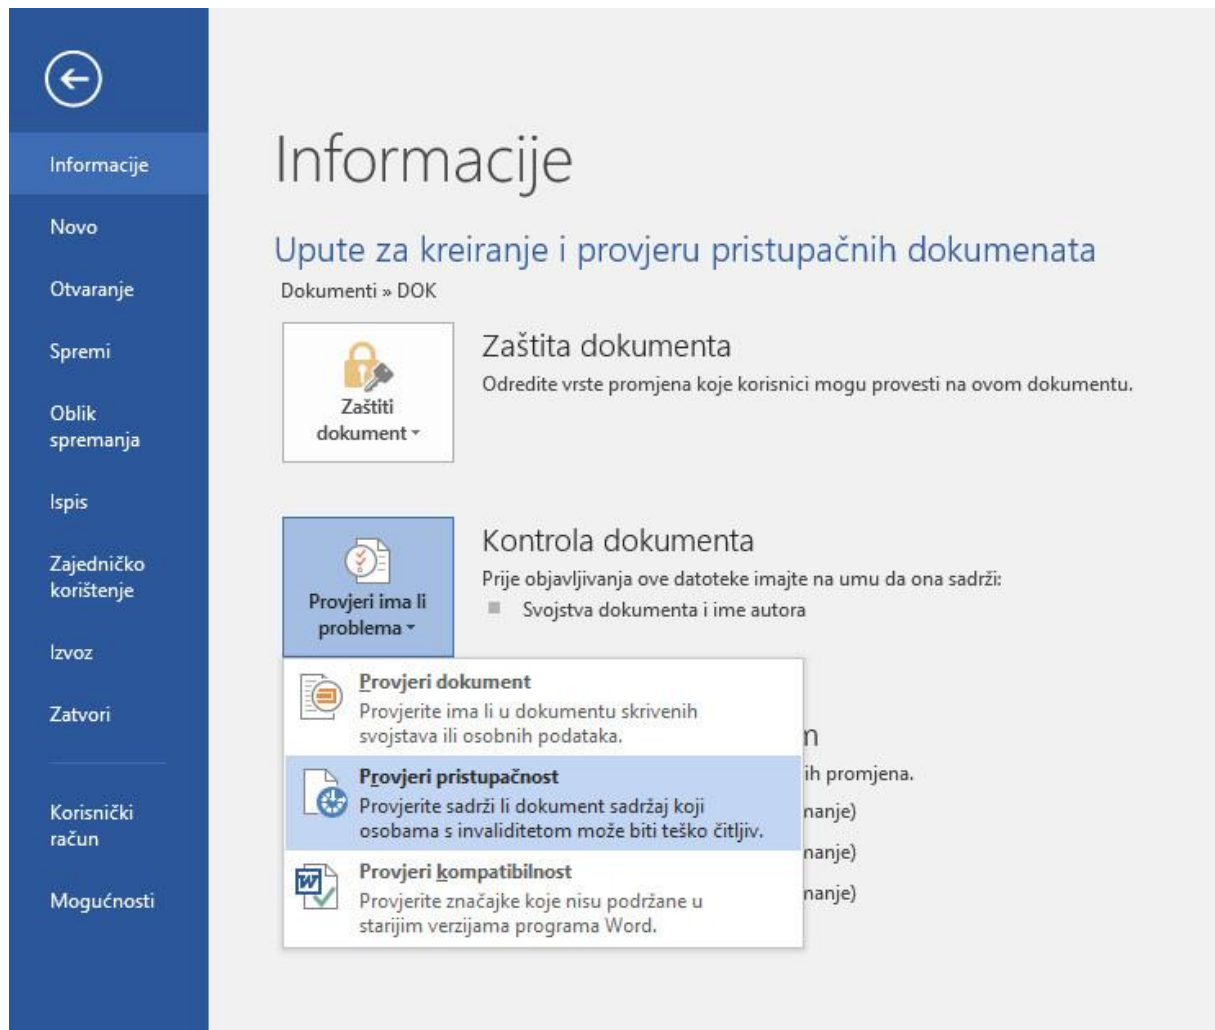 Informacije
Novo
Otvaranje
Spremi
Oblik
spremanja
Ispis
Zajedničko
korištenje
Izvoz
Zatvori
Korisnički
račun
Mogućnosti
Informacije
Upute za kreiranje i provjeru pristupačnih dokumenata
Dokumenti » DOK
Zaštiti
dokument
Zaštita dokumenta
Odredite vrste promjena koje korisnici mogu provesti na ovom dokumentu.
Provjeri ima li
problema
Kontrola dokumenta
Prije objavljivanja ove datoteke imajte na umu da ona sadrži:
Svojstva dokumenta i ime autora
Provjeri dokument
Provjerite ima li u dokumentu skrivenih
svojstava ili osobnih podataka.
Provjeri pristupačnost
Provjerite sadrži li dokument sadržaj koji
osobama s invaliditetom može biti teško čitljiv.
Provjeri kompatibilnost
Provjerite značajke koje nisu podržane u
starijim verzijama programa Word.
m
ih promjena.
manje)
manje)
manje)